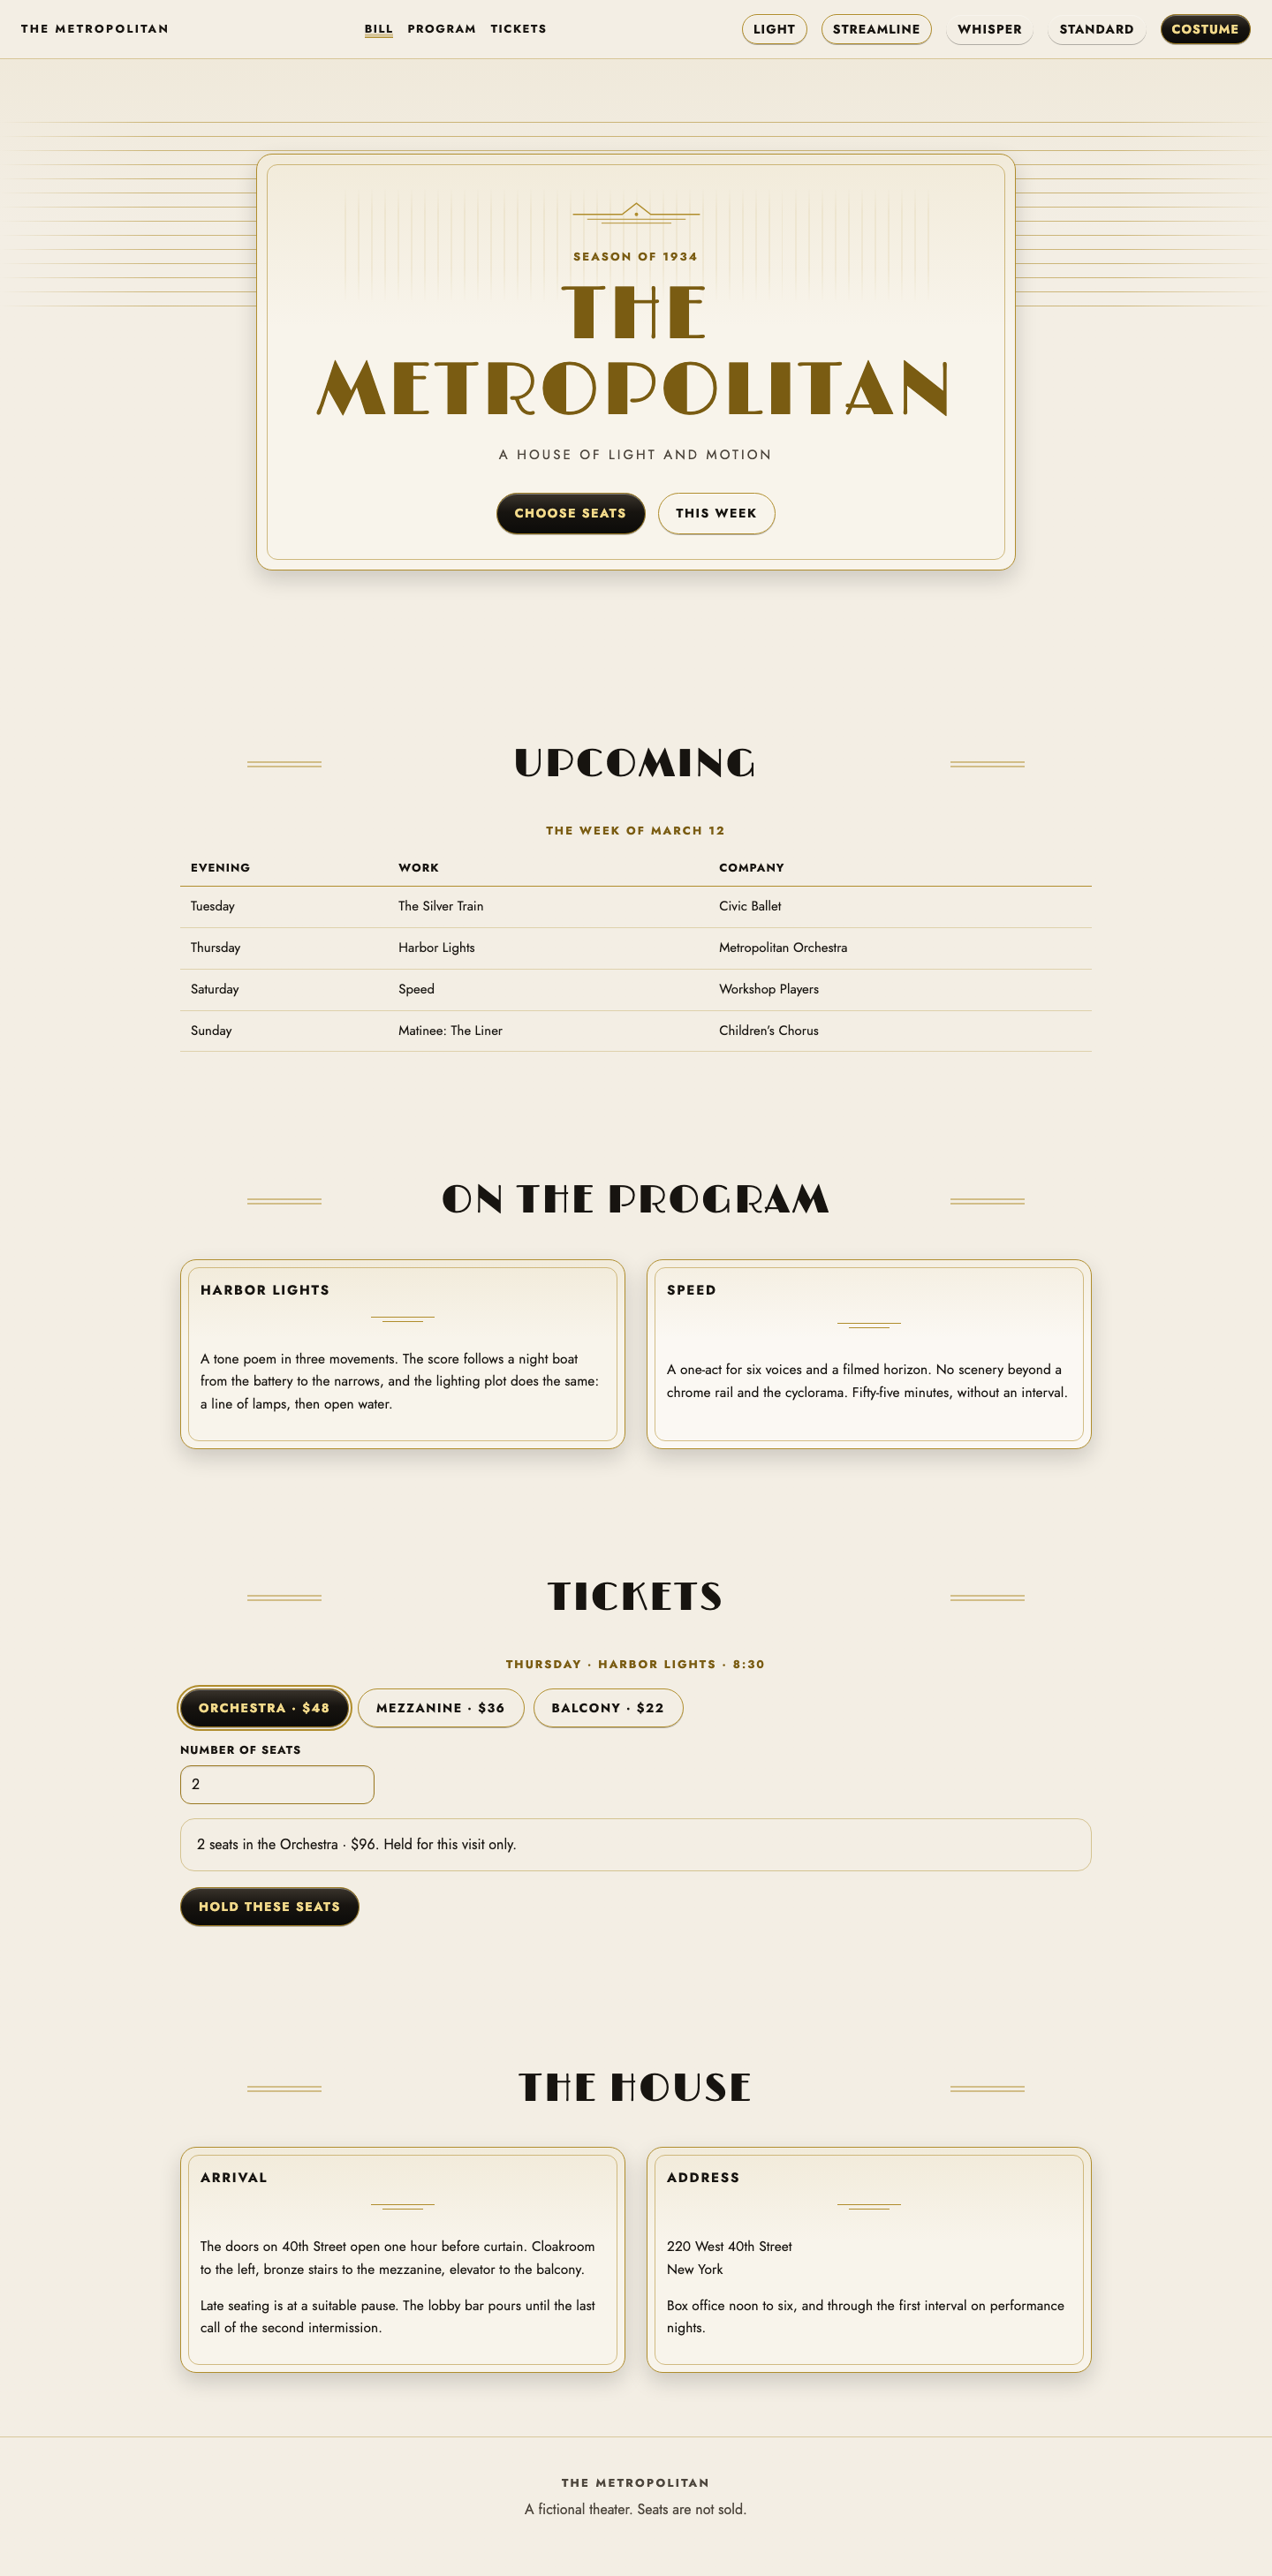 THE METROPOLITAN
BILL PROGRAM TICKETS
LIGHT STREAMLINE WHISPER STANDARD COSTUME
SEASON OF 1934
THE
METROPOLITAN
A HOUSE OF LIGHT AND MOTION
CHOOSE SEATS THIS WEEK
UPCOMING
THE WEEK OF MARCH 12
EVENING WORK COMPANY
Tuesday The Silver Train Civic Ballet
Thursday Harbor Lights Metropolitan Orchestra
Saturday Speed Workshop Players
Sunday Matinee: The Liner Children’s Chorus
ON THE PROGRAM
HARBOR LIGHTS
A tone poem in three movements. The score follows a night boat
from the battery to the narrows, and the lighting plot does the same:
a line of lamps, then open water.
SPEED
A one-act for six voices and a filmed horizon. No scenery beyond a
chrome rail and the cyclorama. Fifty-five minutes, without an interval.
TICKETS
THURSDAY · HARBOR LIGHTS · 8:30
ORCHESTRA · $48 MEZZANINE · $36 BALCONY · $22
NUMBER OF SEATS
2
2 seats in the Orchestra · $96. Held for this visit only.
HOLD THESE SEATS
THE HOUSE
ARRIVAL
The doors on 40th Street open one hour before curtain. Cloakroom
to the left, bronze stairs to the mezzanine, elevator to the balcony.
Late seating is at a suitable pause. The lobby bar pours until the last
call of the second intermission.
ADDRESS
220 West 40th Street
New York
Box office noon to six, and through the first interval on performance
nights.
THE METROPOLITAN
A fictional theater. Seats are not sold.